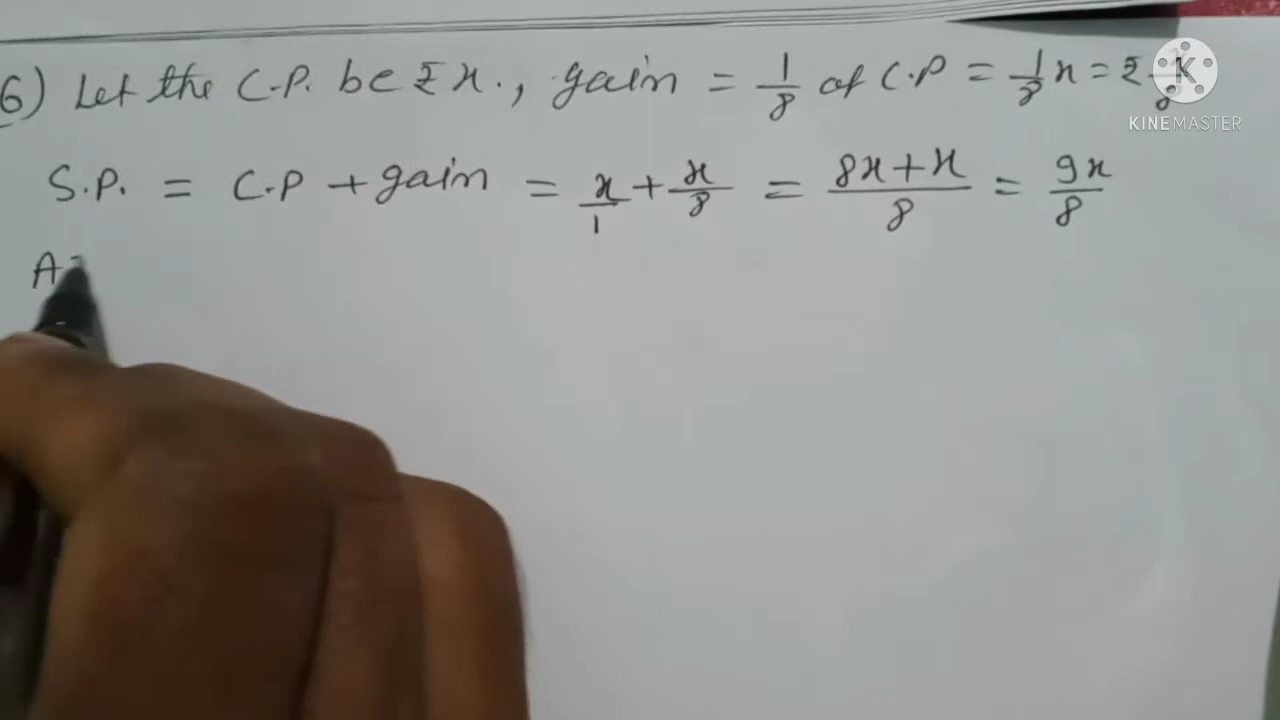 6) Let the C.P. be ₹ x., gain = 1/8 of C.P = 1/8 x = ₹
S.P. = C.P + gain = x/1 + x/8 = 8x+x/8 = 9x/8
A
K
KINEMASTER